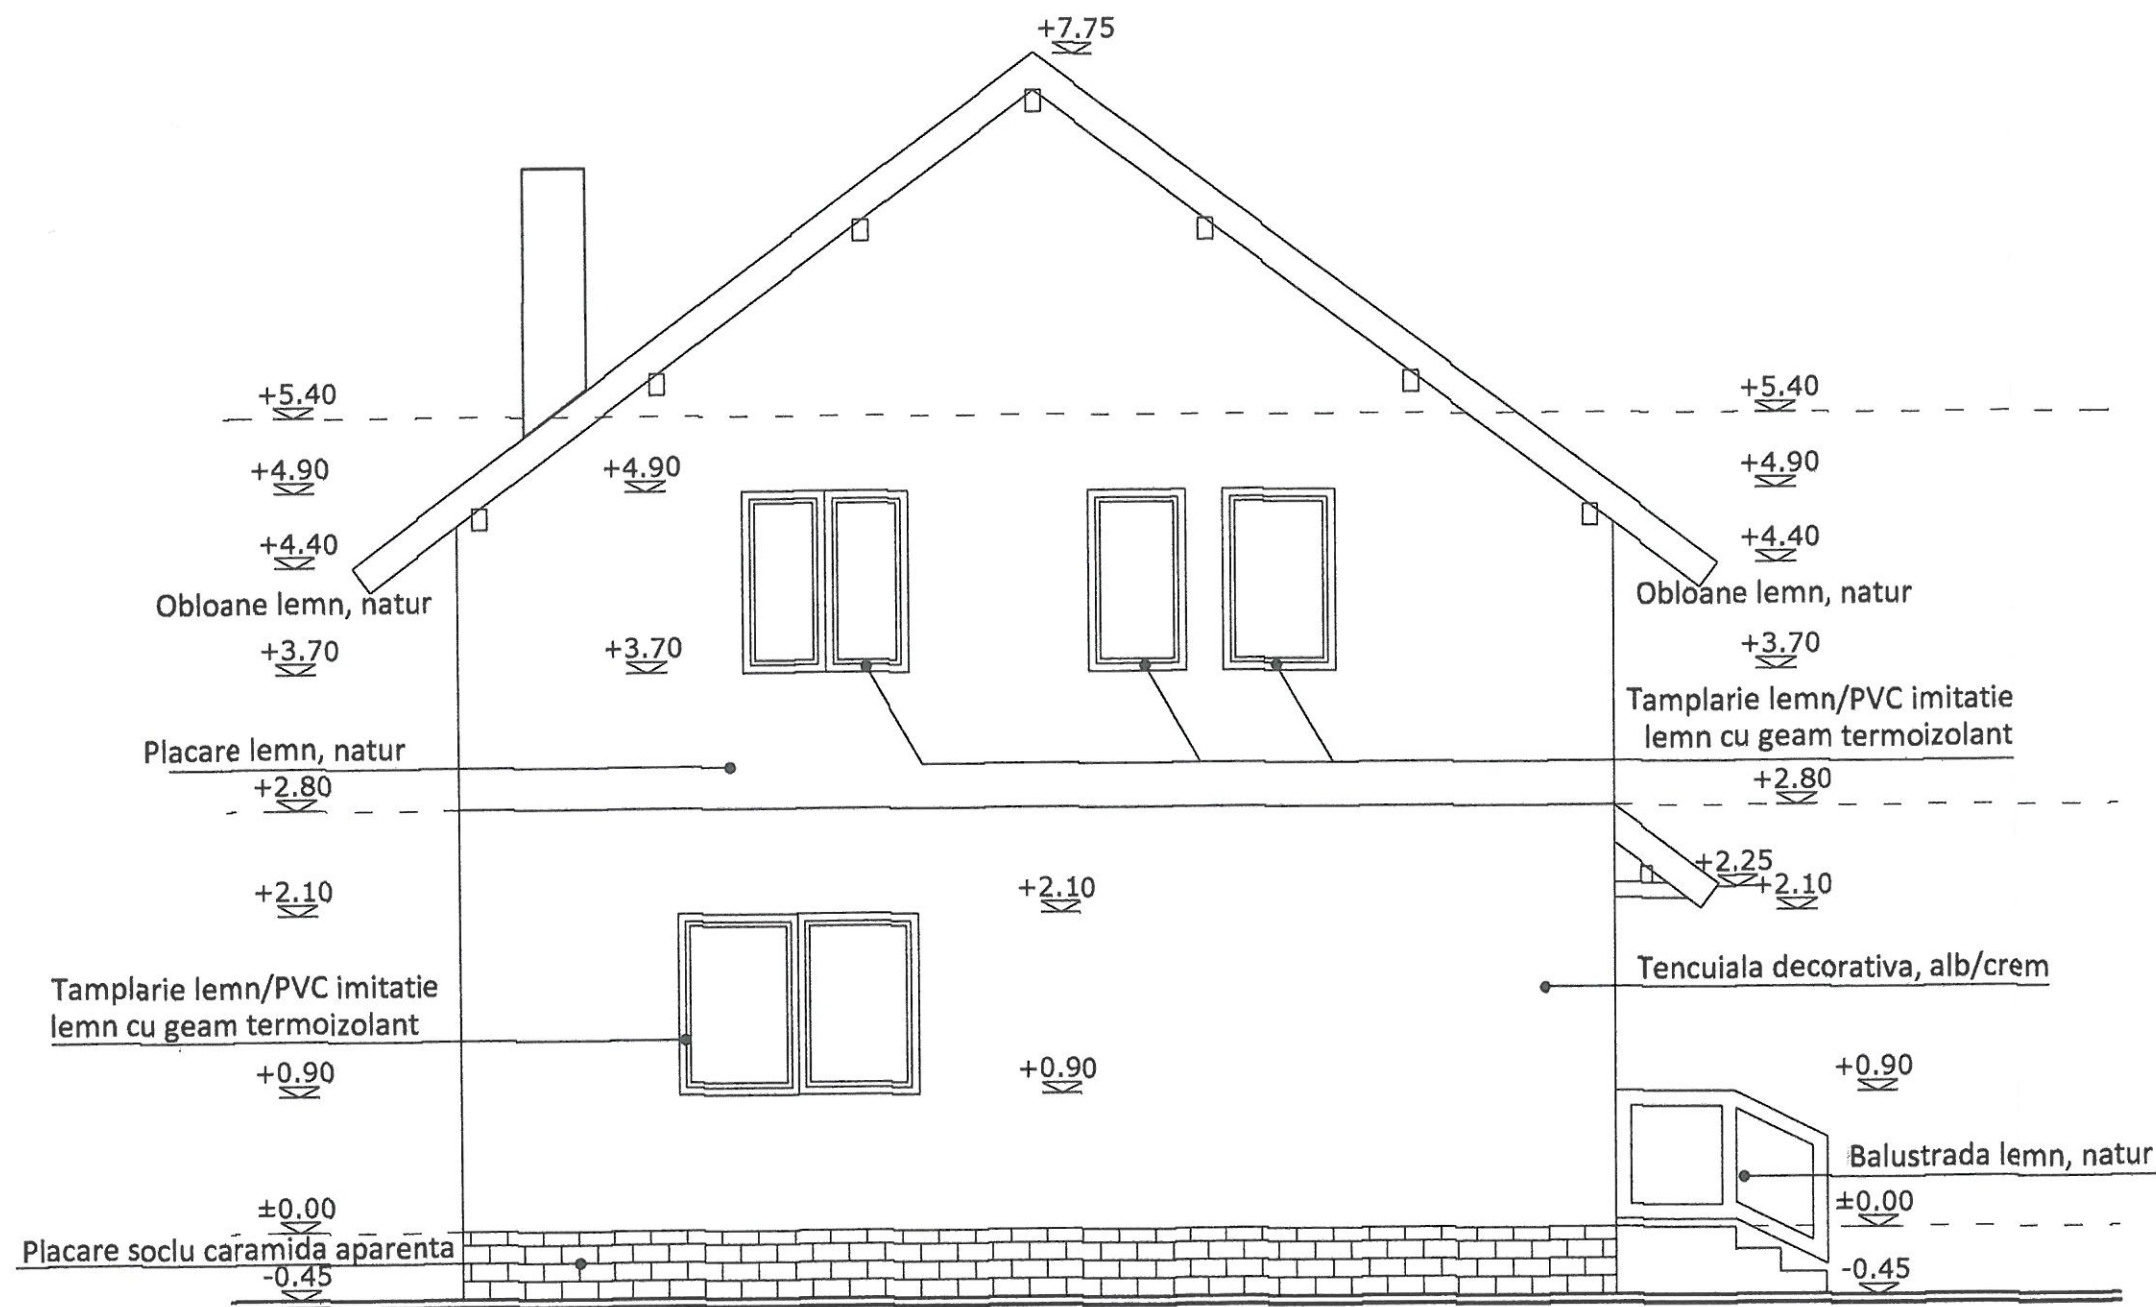 +7.75
+5.40
+5.40
+4.90
+4.90
+4.90
+4.40
+4.40
Obloane lemn, natur
Obloane lemn, natur
+3.70
+3.70
+3.70
Tamplarie lemn/PVC imitatie
lemn cu geam termoizolant
Placare lemn, natur
+2.80
+2.80
+2.25
+2.10
+2.10
+2.10
Tencuiala decorativa, alb/crem
Tamplarie lemn/PVC imitatie
lemn cu geam termoizolant
+0.90
+0.90
+0.90
Balustrada lemn, natur
±0.00
±0.00
Placare soclu caramida aparenta
-0.45
-0.45